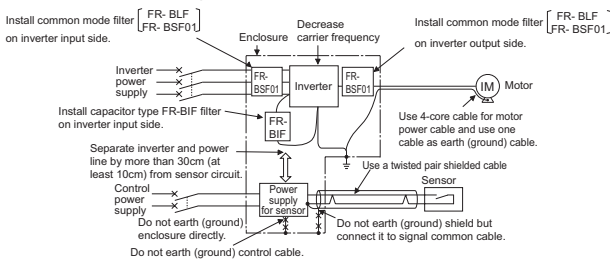 Install common mode filter
on inverter input side.
FR- BLF
FR- BSF01
Enclosure
Decrease
carrier frequency
Install common mode filter
on inverter output side.
FR- BLF
FR- BSF01
Inverter
power
supply
FR-
BSF01
Inverter
FR-
BSF01
IM
Motor
Install capacitor type FR-BIF filter
on inverter input side.
FR-
BIF
Use 4-core cable for motor
power cable and use one
cable as earth (ground) cable.
Separate inverter and power
line by more than 30cm (at
least 10cm) from sensor circuit.
Use a twisted pair shielded cable
Control
power
supply
Power
supply
for sensor
Sensor
Do not earth (ground)
enclosure directly.
Do not earth (ground) shield but
connect it to signal common cable.
Do not earth (ground) control cable.